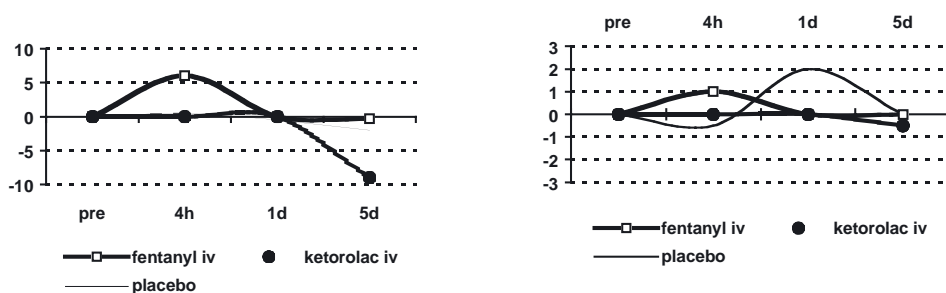 10
5
0
-5
-10
pre 4h 1d 5d
fentanyl iv ketorolac iv
placebo
pre 4h 1d 5d
3
2
1
0
-1
-2
-3
fentanyl iv ketorolac iv
placebo